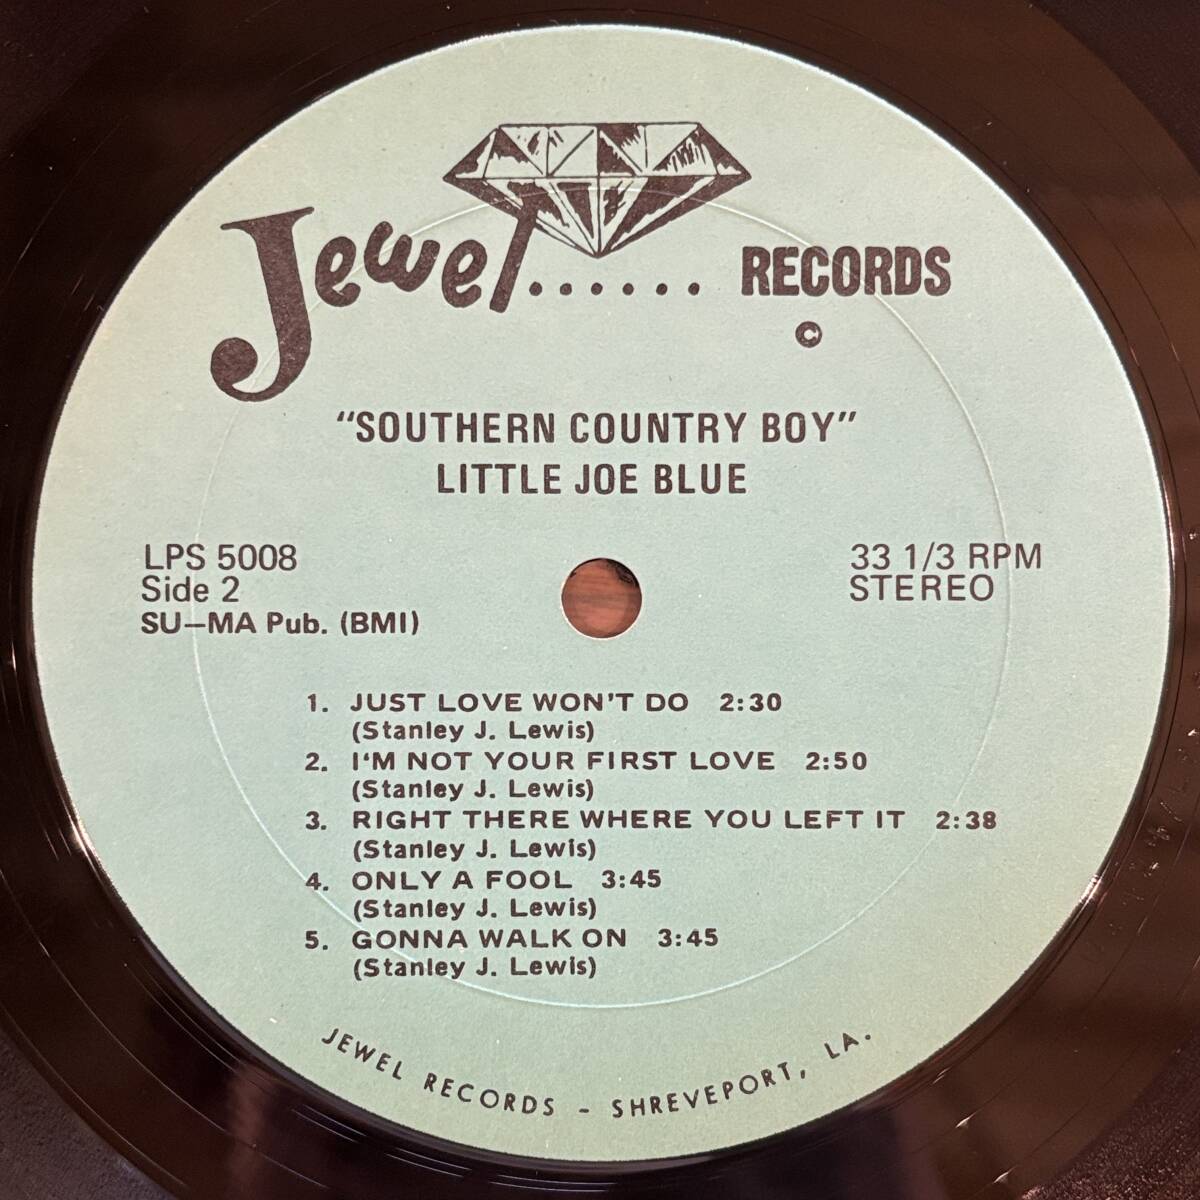 Jewel...... RECORDS
©
"SOUTHERN COUNTRY BOY"
LITTLE JOE BLUE
LPS 5008
Side 2
SU–MA Pub. (BMI)
33 1/3 RPM
STEREO
1. JUST LOVE WON'T DO 2:30
(Stanley J. Lewis)
2. I'M NOT YOUR FIRST LOVE 2:50
(Stanley J. Lewis)
3. RIGHT THERE WHERE YOU LEFT IT 2:38
(Stanley J. Lewis)
4. ONLY A FOOL 3:45
(Stanley J. Lewis)
5. GONNA WALK ON 3:45
(Stanley J. Lewis)
JEWEL RECORDS - SHREVEPORT, LA.